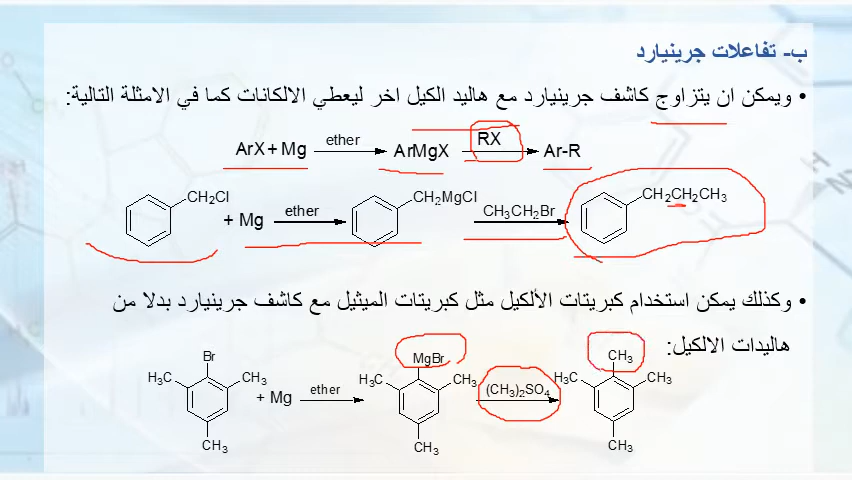 ب- تفاعلات جرينيارد
• ويمكن ان يتزاوج كاشف جرينيارد مع هاليد الكيل اخر ليعطي الالكانات كما في الامثلة التالية:
ArX + Mg ether ArMgX RX Ar-R
CH2Cl + Mg ether CH2MgCl CH3CH2Br CH2CH2CH3
• وكذلك يمكن استخدام كبريتات الألكيل مثل كبريتات الميثيل مع كاشف جرينيارد بدلا من
هاليدات الالكيل:
Br MgBr CH3
H3C CH3 + Mg ether H3C CH3 (CH3)2SO4 H3C CH3
CH3 CH3 CH3